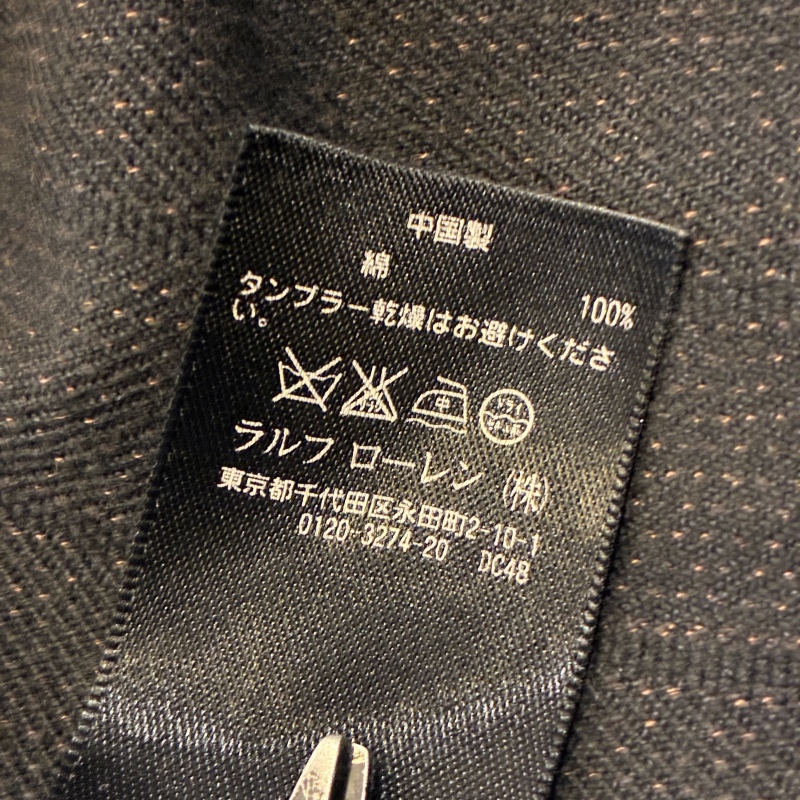 中国製
綿 100%
タンブラー乾燥はお避けくださ
い。
ラルフ ローレン (株)
東京都千代田区永田町2-10-1
0120-3274-20 DC48